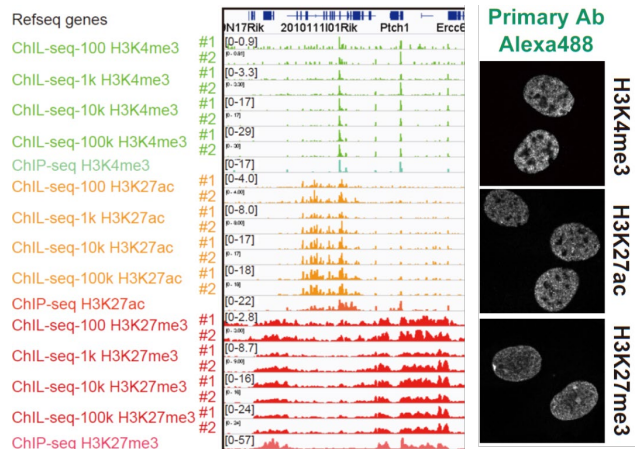 Refseq genes
0N17Rik 2010111I01Rik Ptch1 Ercc6
ChIL-seq-100 H3K4me3 #1 [0-0.9]
#2
ChIL-seq-1k H3K4me3 #1 [0-3.3]
#2
ChIL-seq-10k H3K4me3 #1 [0-17]
#2
ChIL-seq-100k H3K4me3 #1 [0-29]
#2
ChIP-seq H3K4me3 [0-17]
ChIL-seq-100 H3K27ac #1 [0-4.0]
#2
ChIL-seq-1k H3K27ac #1 [0-8.0]
#2
ChIL-seq-10k H3K27ac #1 [0-17]
#2
ChIL-seq-100k H3K27ac #1 [0-18]
#2
ChIP-seq H3K27ac [0-22]
ChIL-seq-100 H3K27me3 #1 [0-2.8]
#2
ChIL-seq-1k H3K27me3 #1 [0-8.7]
#2
ChIL-seq-10k H3K27me3 #1 [0-16]
#2
ChIL-seq-100k H3K27me3 #1 [0-24]
#2
ChIP-seq H3K27me3 [0-57]
Primary Ab
Alexa488
H3K4me3
H3K27ac
H3K27me3